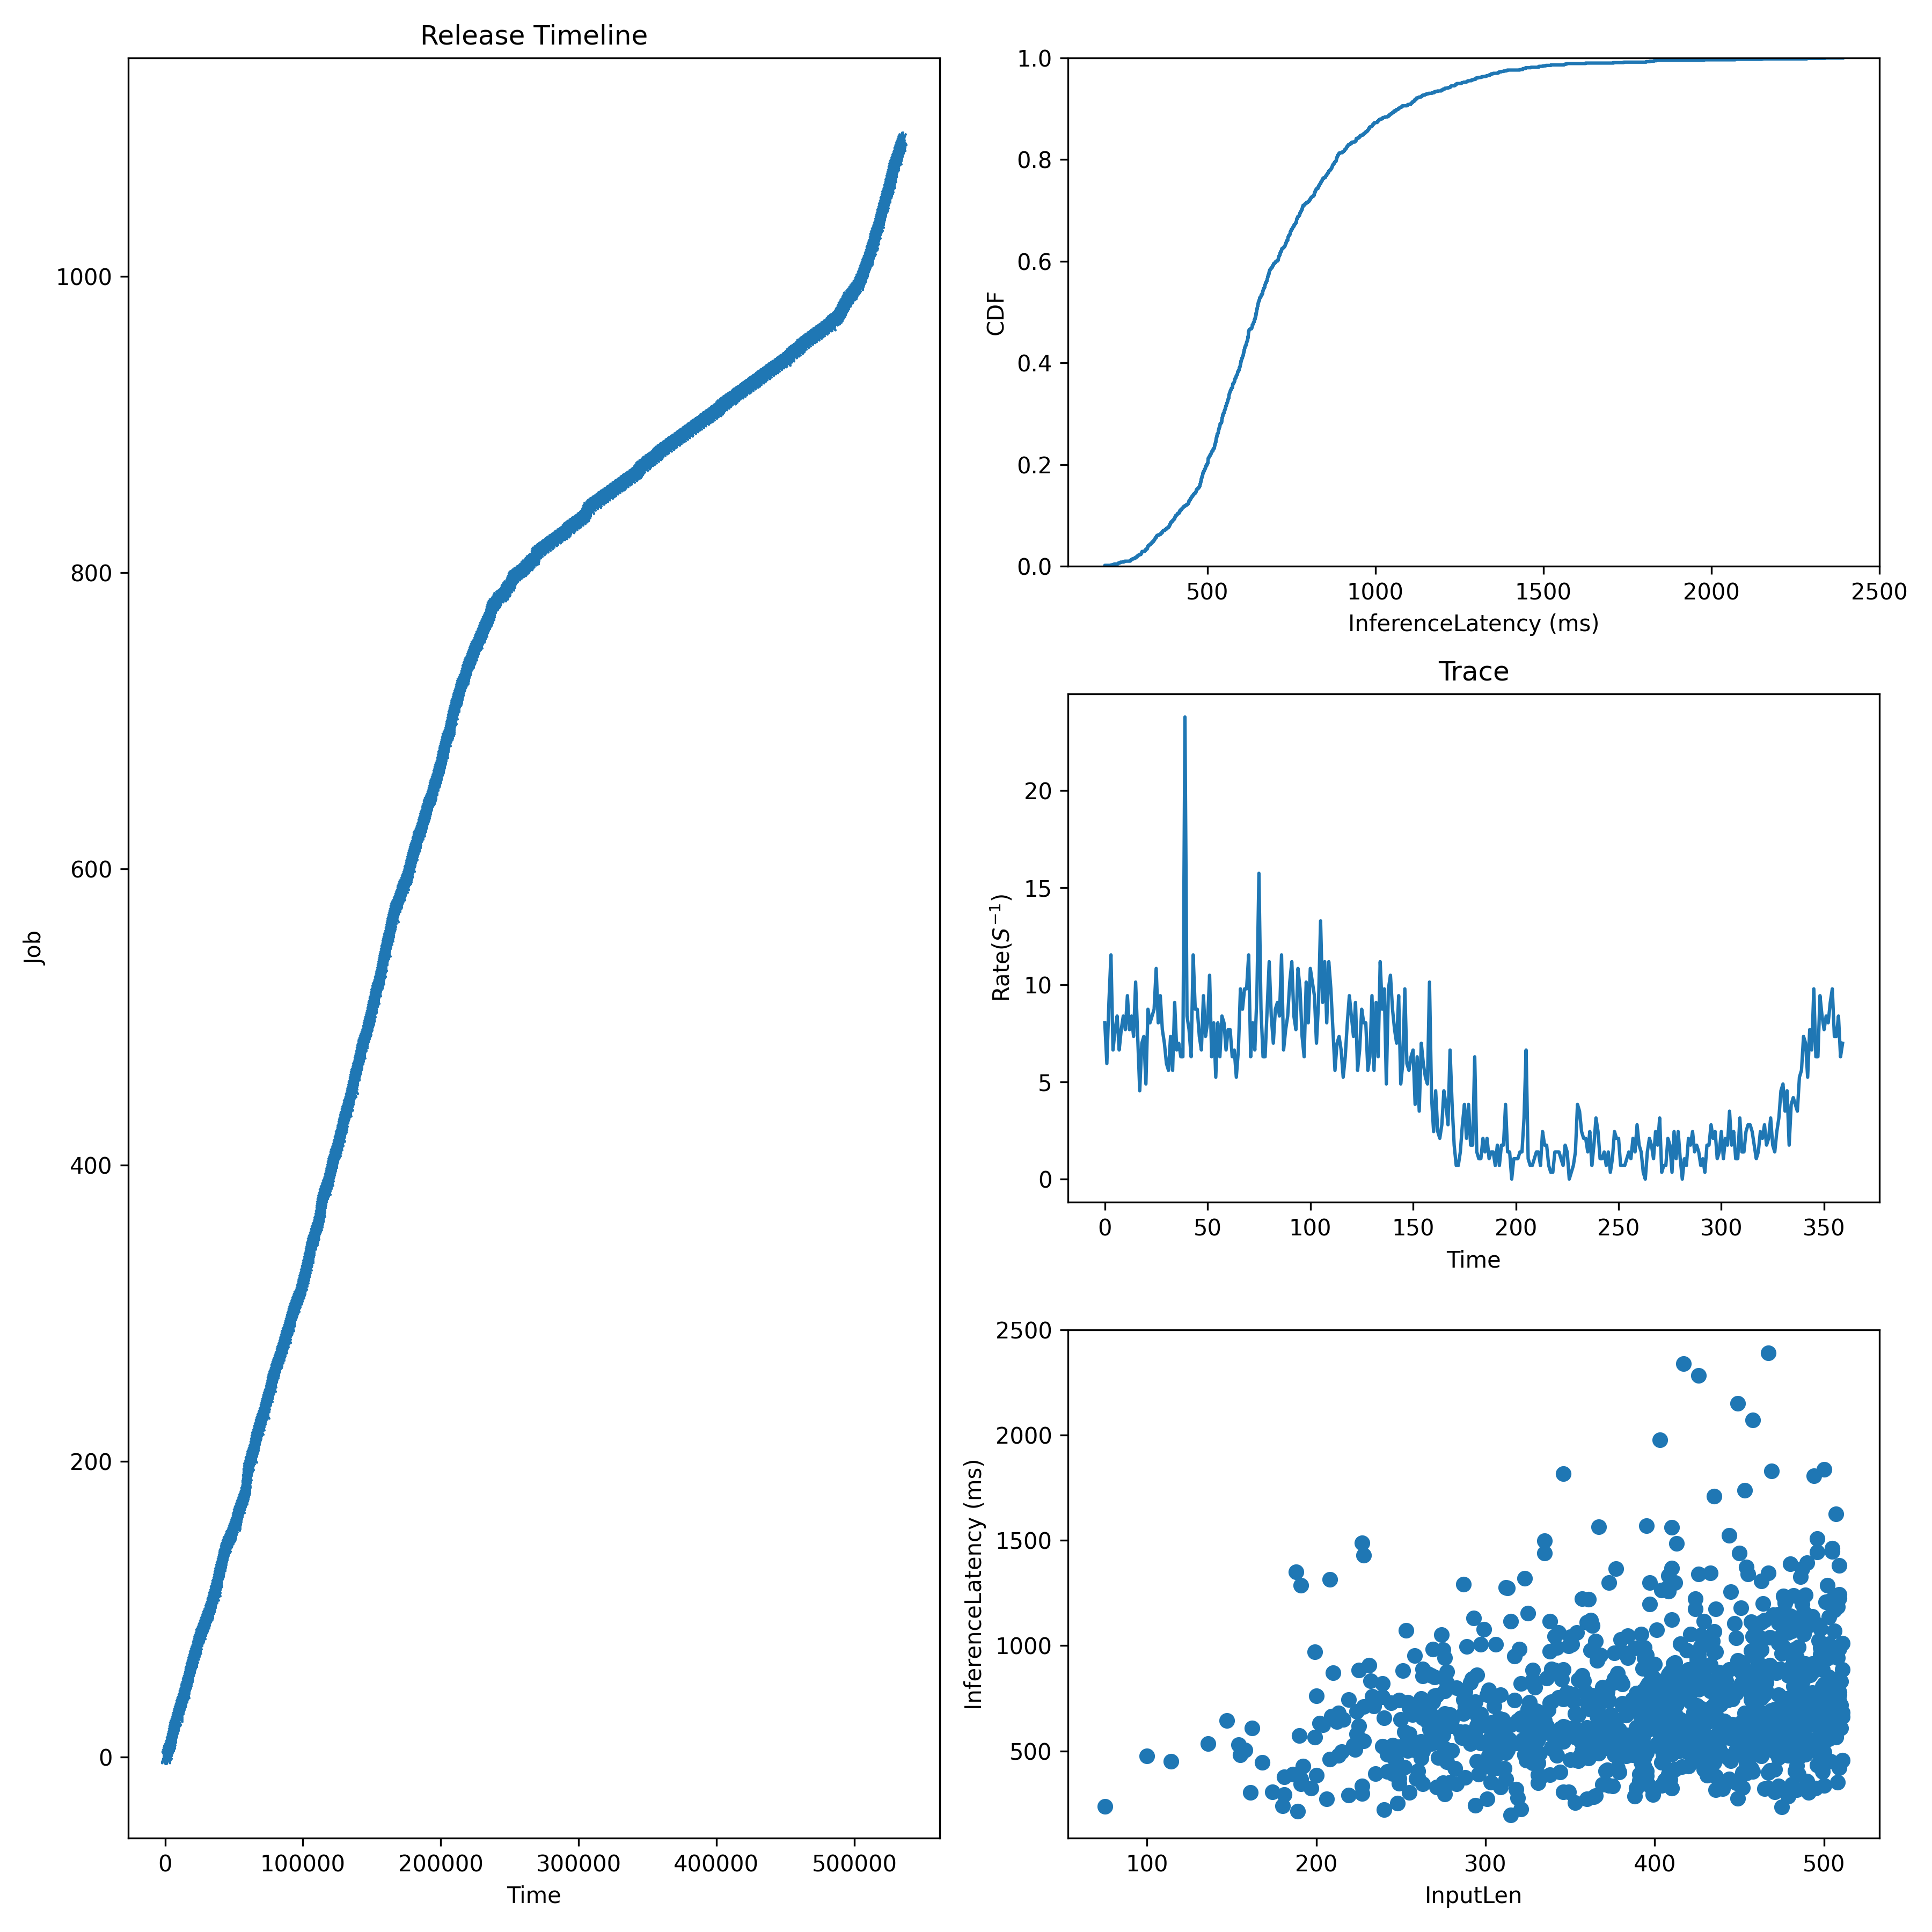 Release Timeline
Job
1000
800
600
400
200
0
0 100000 200000 300000 400000 500000
Time
CDF
1.0
0.8
0.6
0.4
0.2
0.0
500 1000 1500 2000 2500
InferenceLatency (ms)
Trace
Rate(S⁻¹)
20
15
10
5
0
0 50 100 150 200 250 300 350
Time
InferenceLatency (ms)
2500
2000
1500
1000
500
100 200 300 400 500
InputLen